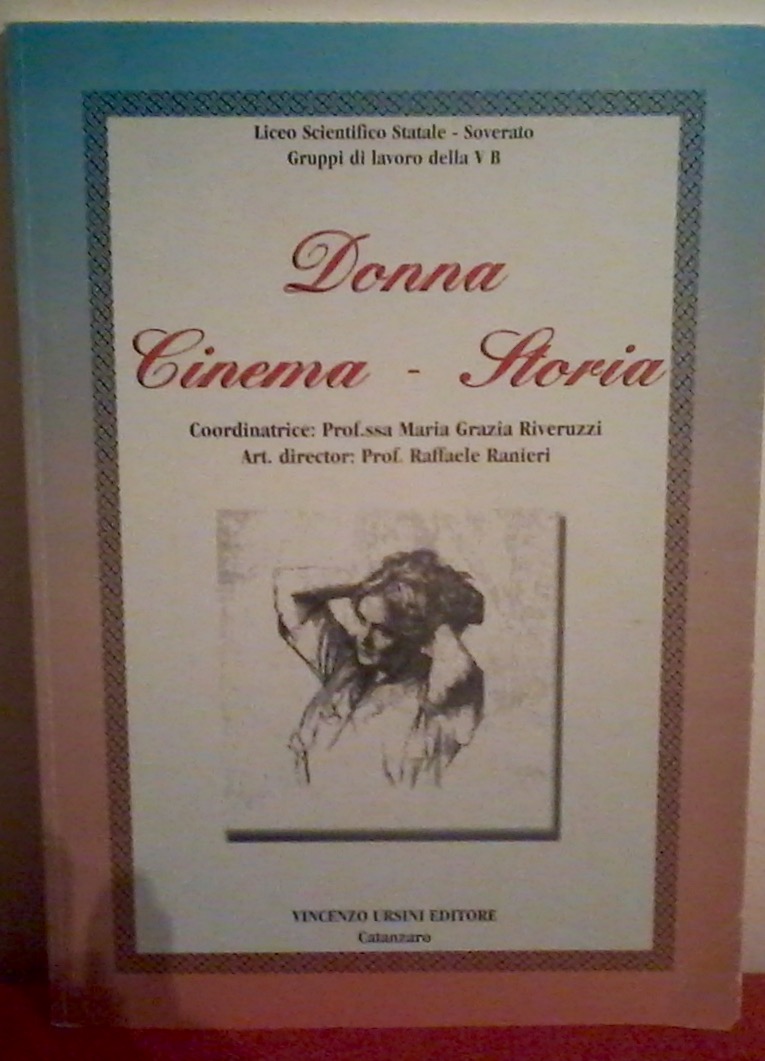 Liceo Scientifico Statale - Soverato
Gruppi di lavoro della V B
Donna
Cinema - Storia
Coordinatrice: Prof.ssa Maria Grazia Riveruzzi
Art. director: Prof. Raffaele Ranieri
VINCENZO URSINI EDITORE
Catanzaro